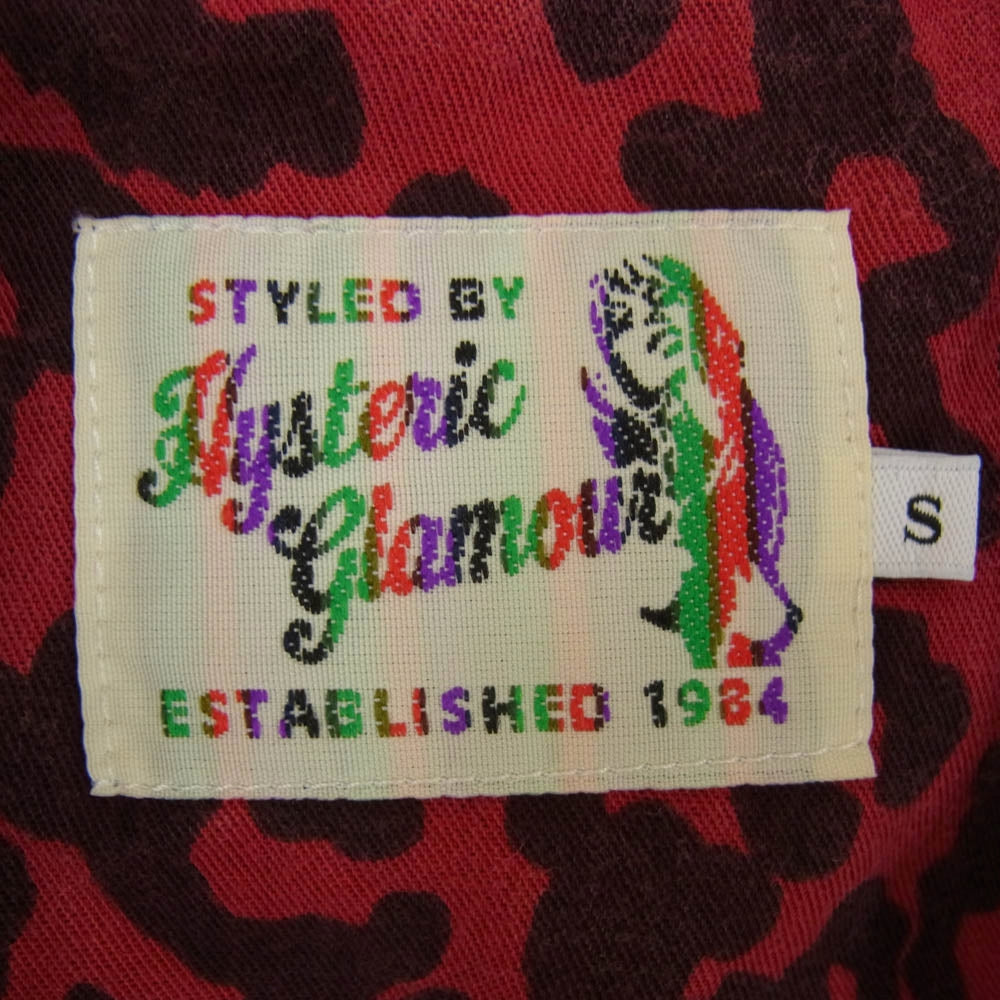 STYLED BY
Hysteric
Glamour
ESTABLISHED 1984
S